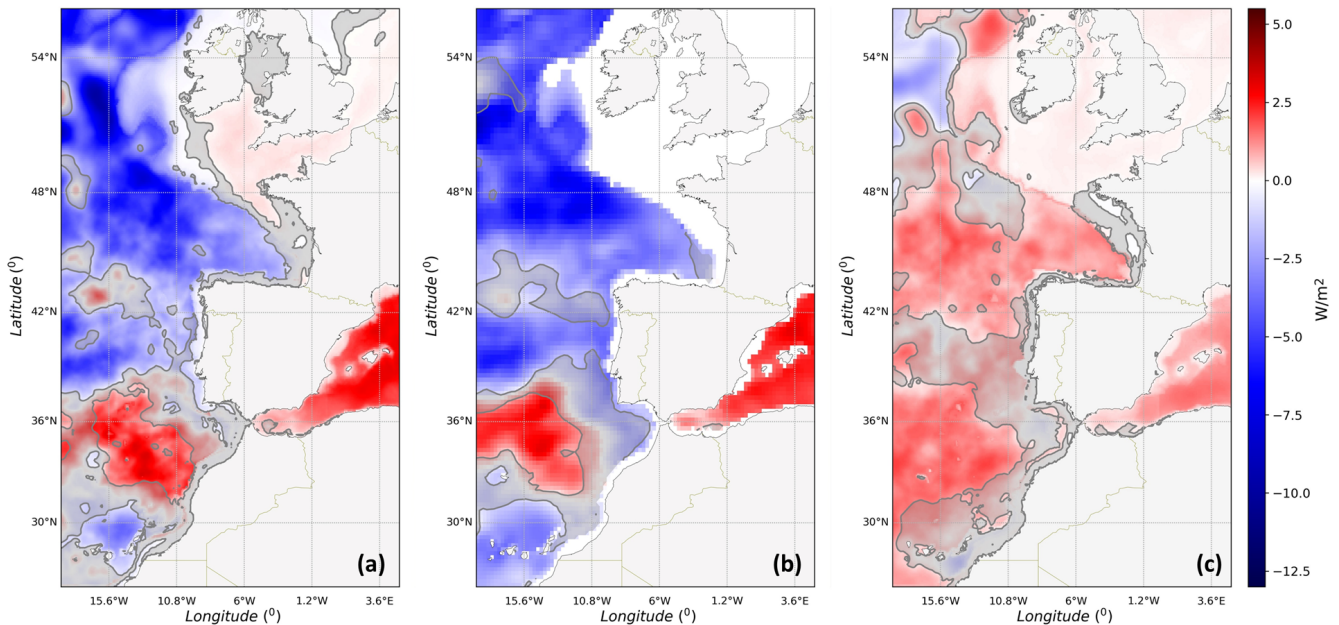 54°N
48°N
42°N
36°N
30°N
Latitude (⁰)
15.6°W 10.8°W 6°W 1.2°W 3.6°E
Longitude (⁰)
(a)
54°N
48°N
42°N
36°N
30°N
Latitude (⁰)
15.6°W 10.8°W 6°W 1.2°W 3.6°E
Longitude (⁰)
(b)
54°N
48°N
42°N
36°N
30°N
Latitude (⁰)
15.6°W 10.8°W 6°W 1.2°W 3.6°E
Longitude (⁰)
(c)
5.0
2.5
0.0
−2.5
−5.0
−7.5
−10.0
−12.5
W/m²